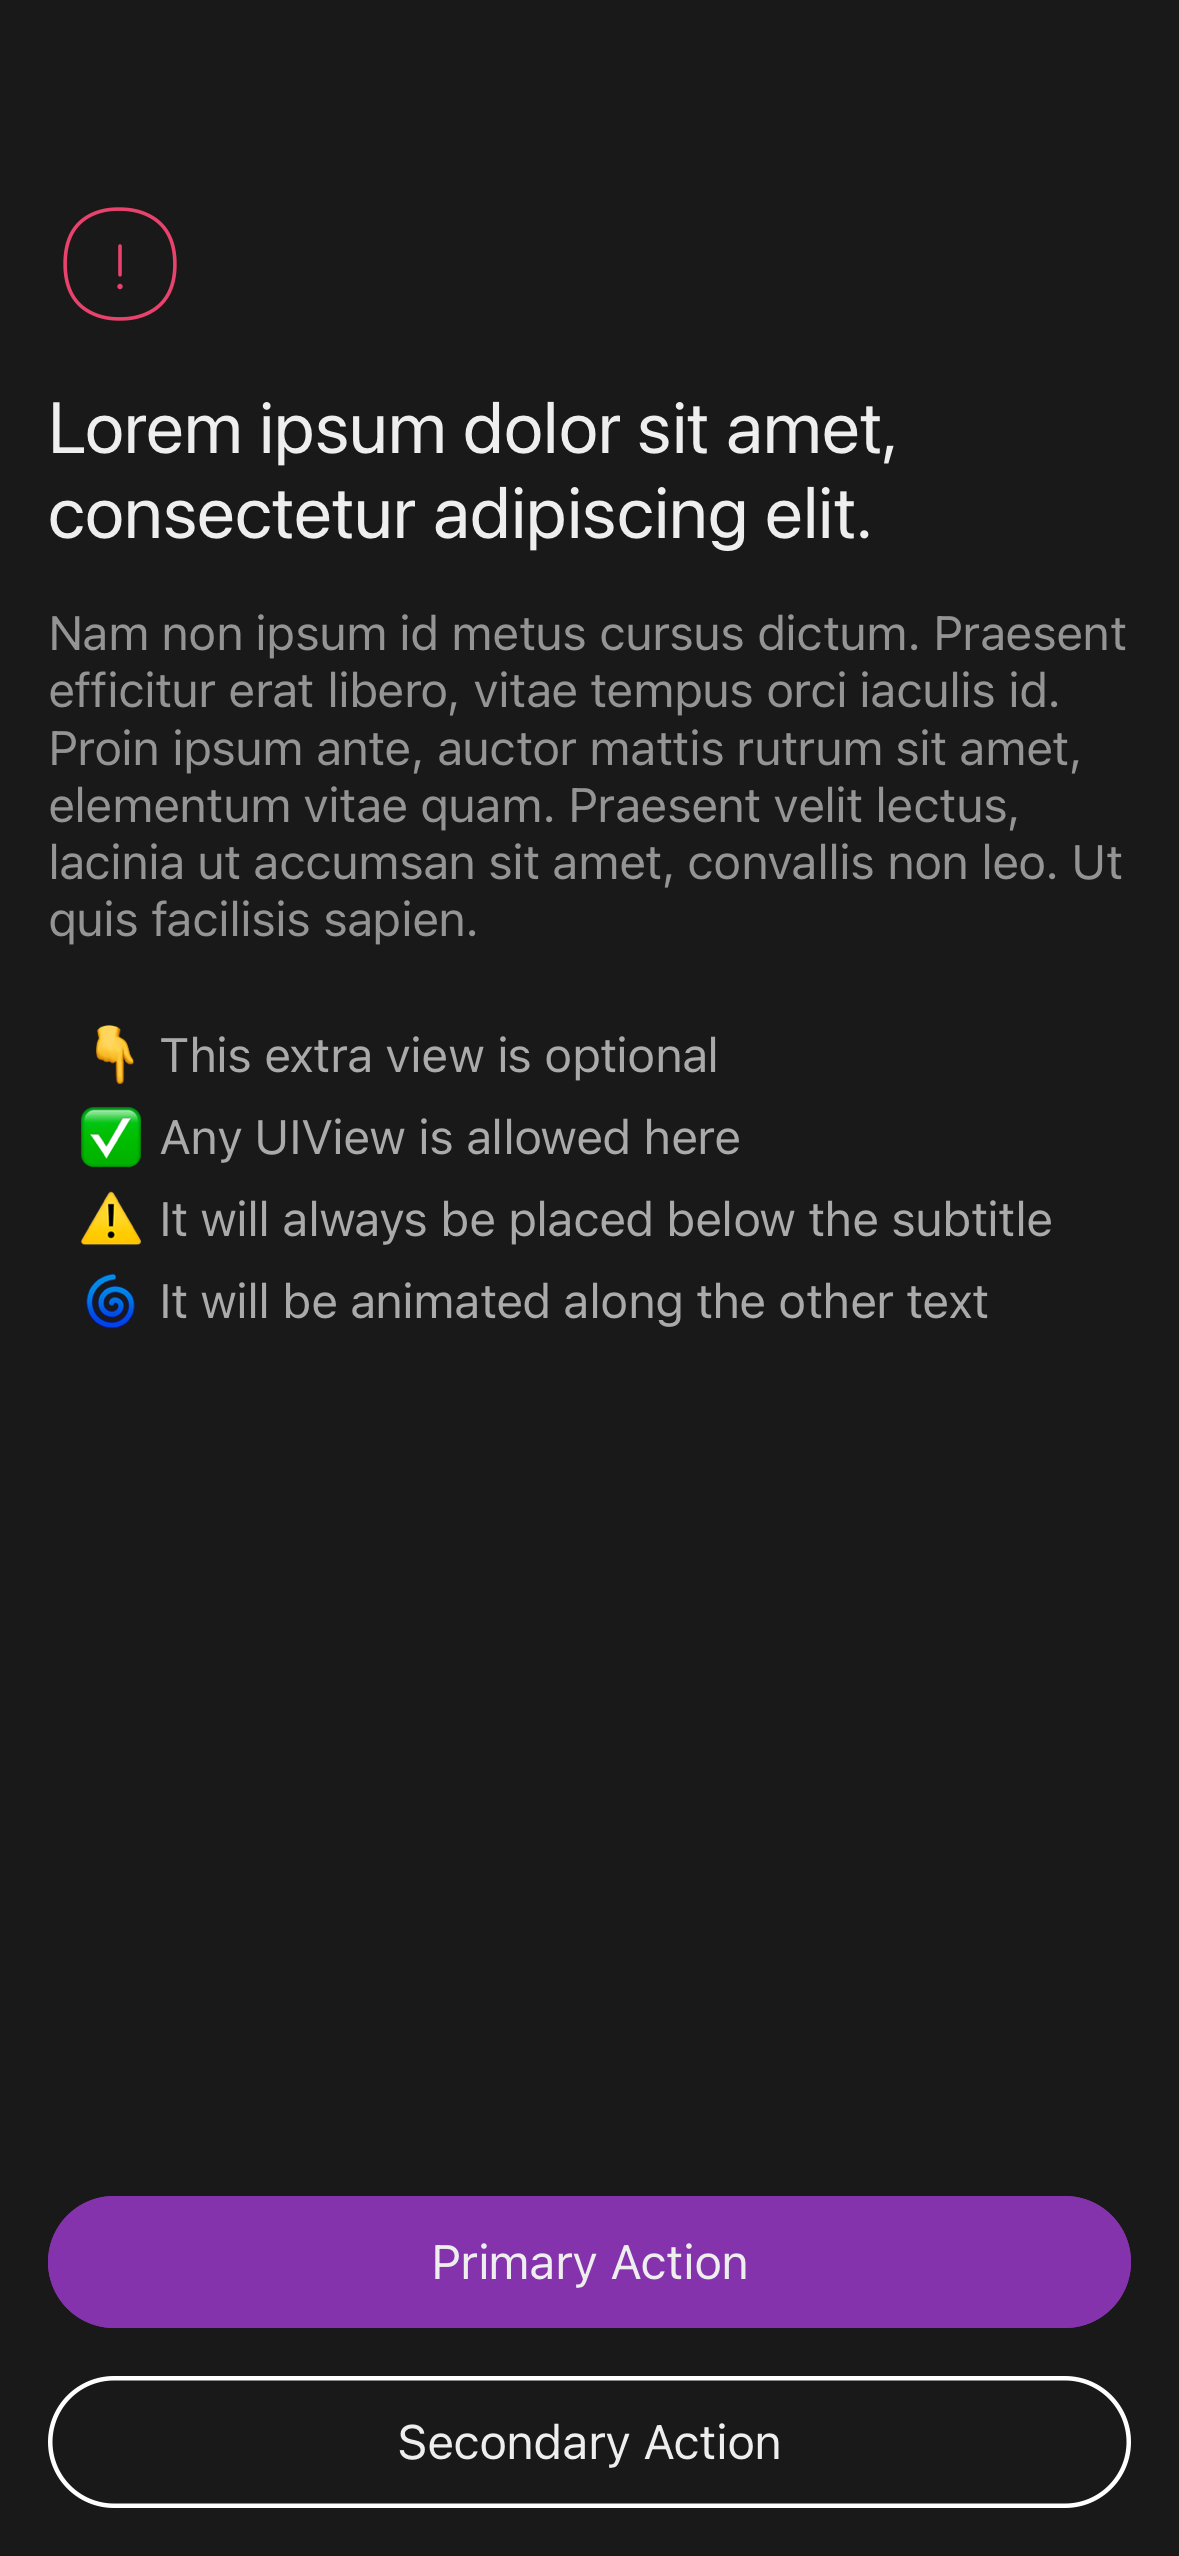 Lorem ipsum dolor sit amet,
consectetur adipiscing elit.
Nam non ipsum id metus cursus dictum. Praesent
efficitur erat libero, vitae tempus orci iaculis id.
Proin ipsum ante, auctor mattis rutrum sit amet,
elementum vitae quam. Praesent velit lectus,
lacinia ut accumsan sit amet, convallis non leo. Ut
quis facilisis sapien.
👇 This extra view is optional
✅ Any UIView is allowed here
⚠️ It will always be placed below the subtitle
🌀 It will be animated along the other text
Primary Action
Secondary Action